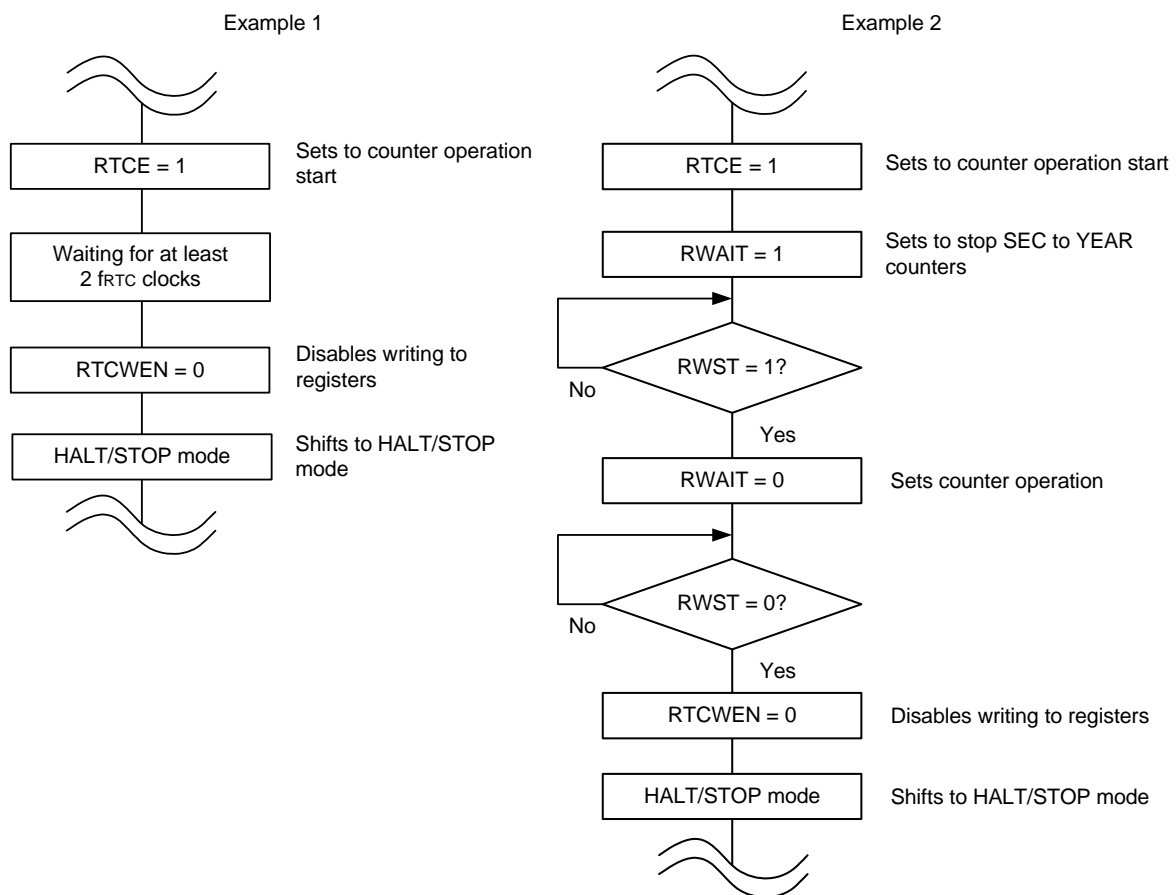 Example 1
RTCE = 1
Sets to counter operation
start
Waiting for at least
2 fRTC clocks
RTCWEN = 0
Disables writing to
registers
HALT/STOP mode
Shifts to HALT/STOP
mode
Example 2
RTCE = 1
Sets to counter operation start
RWAIT = 1
Sets to stop SEC to YEAR
counters
RWST = 1?
No
Yes
RWAIT = 0
Sets counter operation
RWST = 0?
No
Yes
RTCWEN = 0
Disables writing to registers
HALT/STOP mode
Shifts to HALT/STOP mode